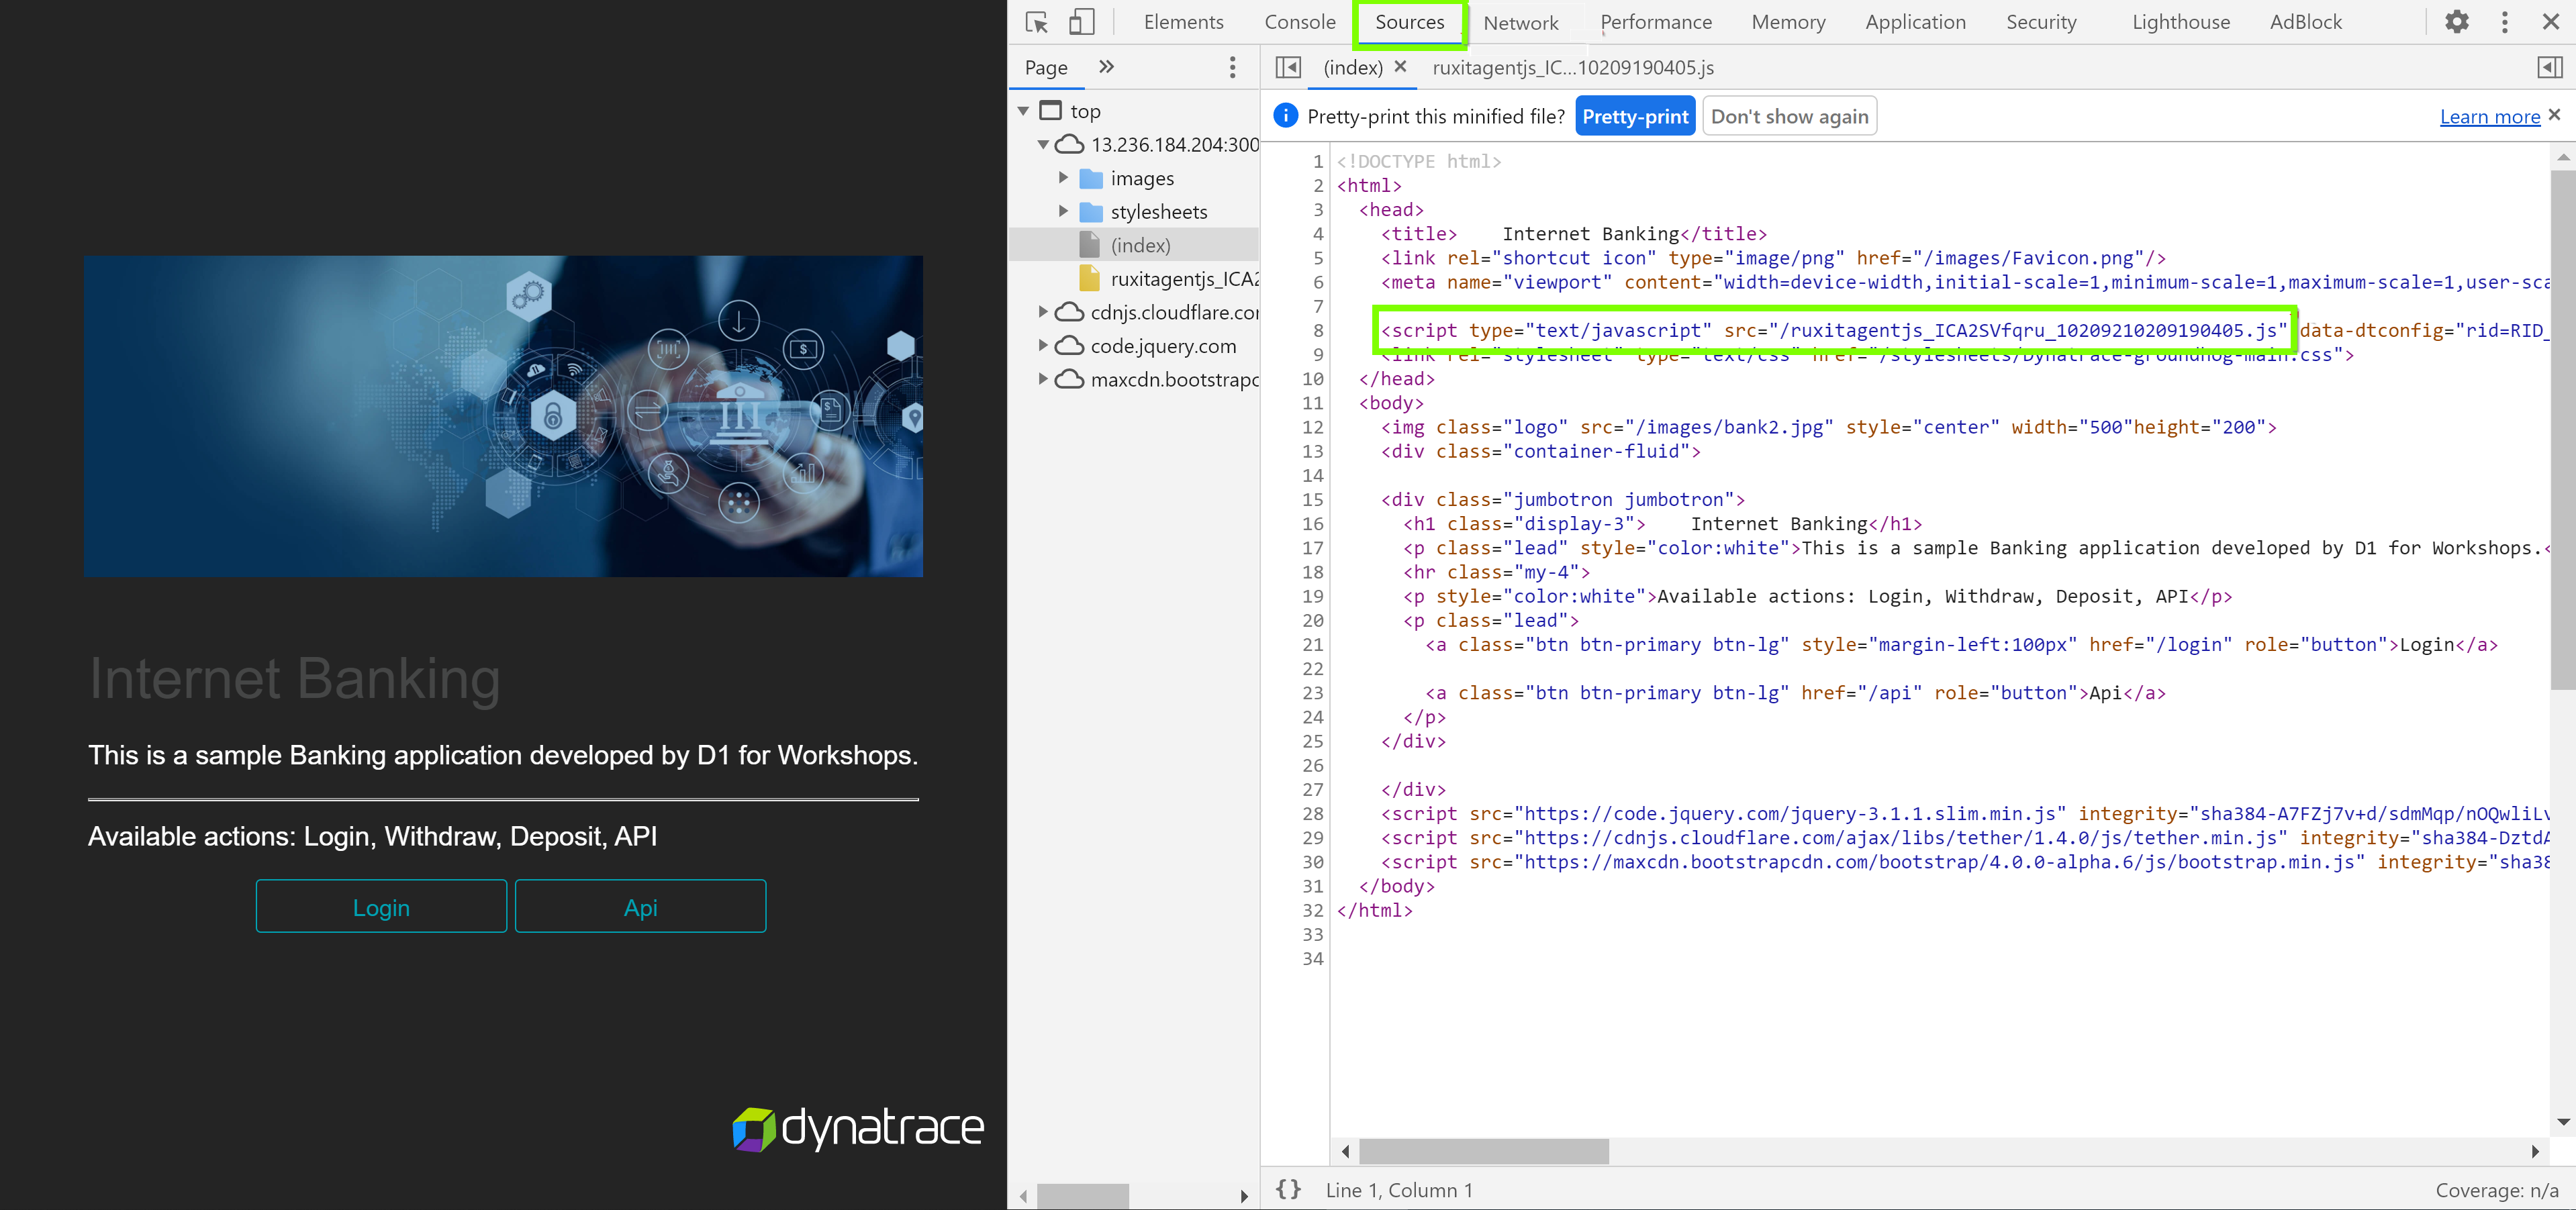 Internet Banking
This is a sample Banking application developed by D1 for Workshops.
Available actions: Login, Withdraw, Deposit, API
Login Api
dynatrace
Elements Console Sources Network Performance Memory Application Security Lighthouse AdBlock
Page
(index) ruxitagentjs_IC...10209190405.js
top
13.236.184.204:300
images
stylesheets
(index)
ruxitagentjs_ICA2
cdnjs.cloudflare.cor
code.jquery.com
maxcdn.bootstrapc
Pretty-print this minified file? Pretty-print Don't show again Learn more
1 <!DOCTYPE html>
2 <html>
3 <head>
4 <title> Internet Banking</title>
5 <link rel="shortcut icon" type="image/png" href="/images/Favicon.png"/>
6 <meta name="viewport" content="width=device-width,initial-scale=1,minimum-scale=1,maximum-scale=1,user-sca
7
8 <script type="text/javascript" src="/ruxitagentjs_ICA2SVfqru_10209210209190405.js" data-dtconfig="rid=RID_
9 <link rel="stylesheet" type="text/css" href="/stylesheets/Dynatrace-groundhog-main.css">
10 </head>
11 <body>
12 <img class="logo" src="/images/bank2.jpg" style="center" width="500"height="200">
13 <div class="container-fluid">
14
15 <div class="jumbotron jumbotron">
16 <h1 class="display-3"> Internet Banking</h1>
17 <p class="lead" style="color:white">This is a sample Banking application developed by D1 for Workshops.<
18 <hr class="my-4">
19 <p style="color:white">Available actions: Login, Withdraw, Deposit, API</p>
20 <p class="lead">
21 <a class="btn btn-primary btn-lg" style="margin-left:100px" href="/login" role="button">Login</a>
22
23 <a class="btn btn-primary btn-lg" href="/api" role="button">Api</a>
24 </p>
25 </div>
26
27 </div>
28 <script src="https://code.jquery.com/jquery-3.1.1.slim.min.js" integrity="sha384-A7FZj7v+d/sdmMqp/nOQwliLv
29 <script src="https://cdnjs.cloudflare.com/ajax/libs/tether/1.4.0/js/tether.min.js" integrity="sha384-DztdA
30 <script src="https://maxcdn.bootstrapcdn.com/bootstrap/4.0.0-alpha.6/js/bootstrap.min.js" integrity="sha38
31 </body>
32 </html>
33
34
{} Line 1, Column 1 Coverage: n/a